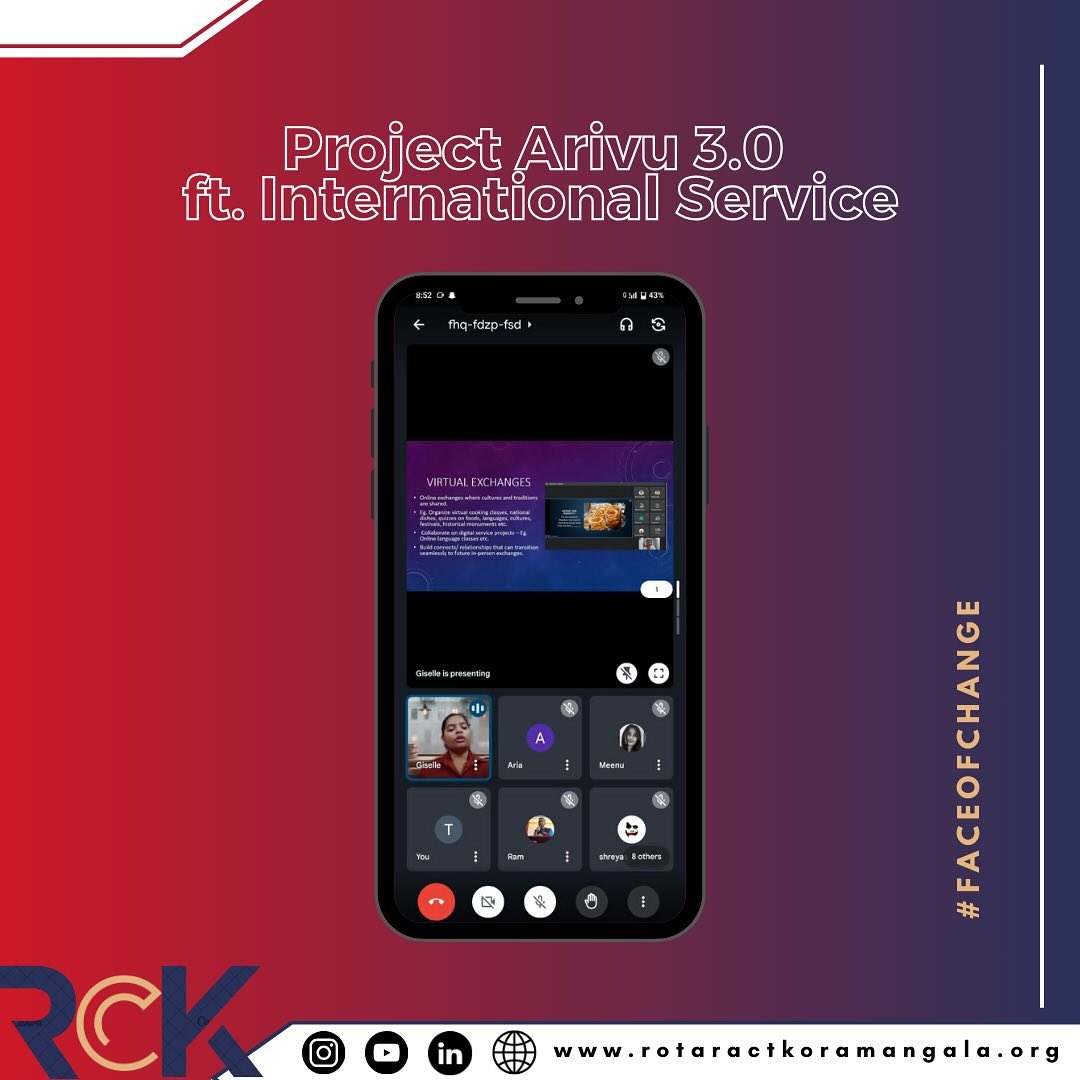 Project Arivu 3.0
ft. International Service
8:52
43%
fhq-fdzp-fsd
VIRTUAL EXCHANGES
• Online exchanges where cultures and traditions
are shared.
• Eg. Organize virtual cooking classes, national
dishes, quizzes on foods, languages, cultures,
festivals, historical monuments etc.
• Collaborate on digital service projects – Eg.
Online language classes etc.
• Build connects/ relationships that can transition
seamlessly to future in-person exchanges.
1
Giselle is presenting
Giselle
A
Aria
Meenu
T
You
Ram
shreya
8 others
#FACEOFCHANGE
RCK
www.rotaractkoramangala.org